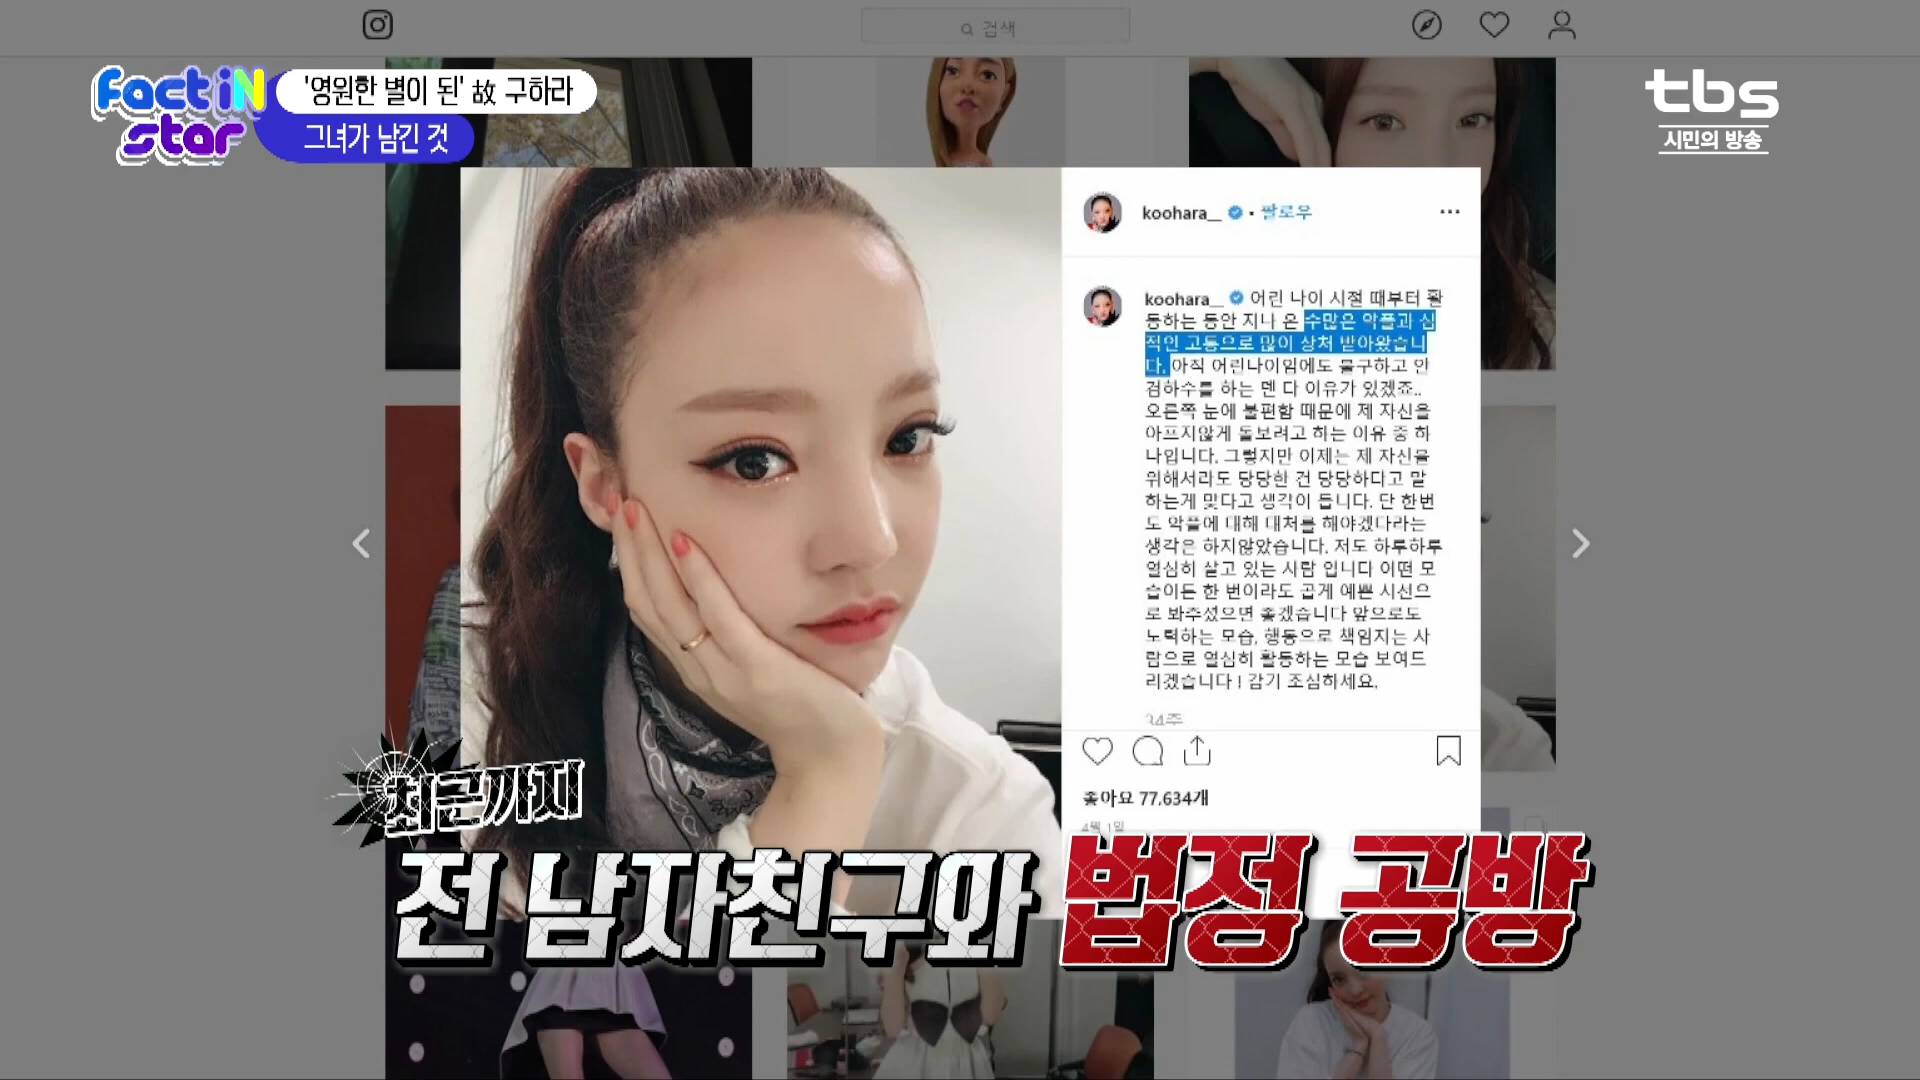 검색
Fact iN star
'영원한 별이 된' 故 구하라
그녀가 남긴 것
tbs
시민의 방송
koohara__ • 팔로우
koohara__ 어린 나이 시절 때부터 활
동하는 동안 지나 온 수많은 악플과 심
적인 고통으로 많이 상처 받아왔습니
다. 아직 어린나이임에도 불구하고 안
검하수를 하는 덴 다 이유가 있겠죠..
오른쪽 눈에 불편함 때문에 제 자신을
아프지않게 돌보려고 하는 이유 중 하
나입니다. 그렇지만 이제는 제 자신을
위해서라도 당당한 건 당당하다고 말
하는게 맞다고 생각이 듭니다. 단 한번
도 악플에 대해 대처를 해야겠다라는
생각은 하지않았습니다. 저도 하루하루
열심히 살고 있는 사람 입니다 어떤 모
습이든 한 번이라도 곱게 예쁜 시선으
로 봐주셨으면 좋겠습니다 앞으로도
노력하는 모습, 행동으로 책임지는 사
람으로 열심히 활동하는 모습 보여드
리겠습니다 ! 감기 조심하세요.
34주
좋아요 77,634개
4월 1일
최근까지
전 남자친구와 법정 공방